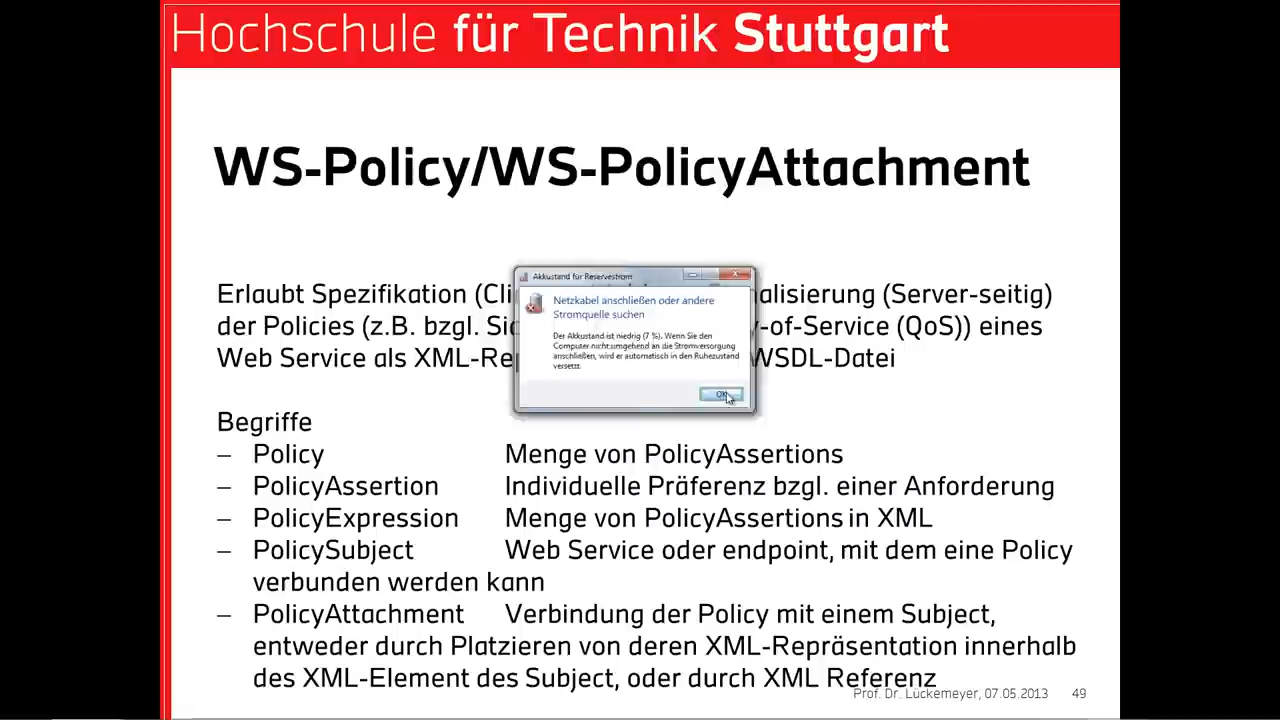 Hochschule für Technik Stuttgart
WS-Policy/WS-PolicyAttachment
Erlaubt Spezifikation (Cli nalisierung (Server-seitig)
der Policies (z.B. bzgl. Sic y-of-Service (QoS)) eines
Web Service als XML-Re WSDL-Datei
Akkustand für Reservestrom
Netzkabel anschließen oder andere
Stromquelle suchen
Der Akkustand ist niedrig (7 %). Wenn Sie den
Computer nicht umgehend an die Stromversorgung
anschließen, wird er automatisch in den Ruhezustand
versetzt.
OK
Begriffe
– Policy Menge von PolicyAssertions
– PolicyAssertion Individuelle Präferenz bzgl. einer Anforderung
– PolicyExpression Menge von PolicyAssertions in XML
– PolicySubject Web Service oder endpoint, mit dem eine Policy
verbunden werden kann
– PolicyAttachment Verbindung der Policy mit einem Subject,
entweder durch Platzieren von deren XML-Repräsentation innerhalb
des XML-Element des Subject, oder durch XML Referenz
Prof. Dr. Lückemeyer, 07.05.2013 49